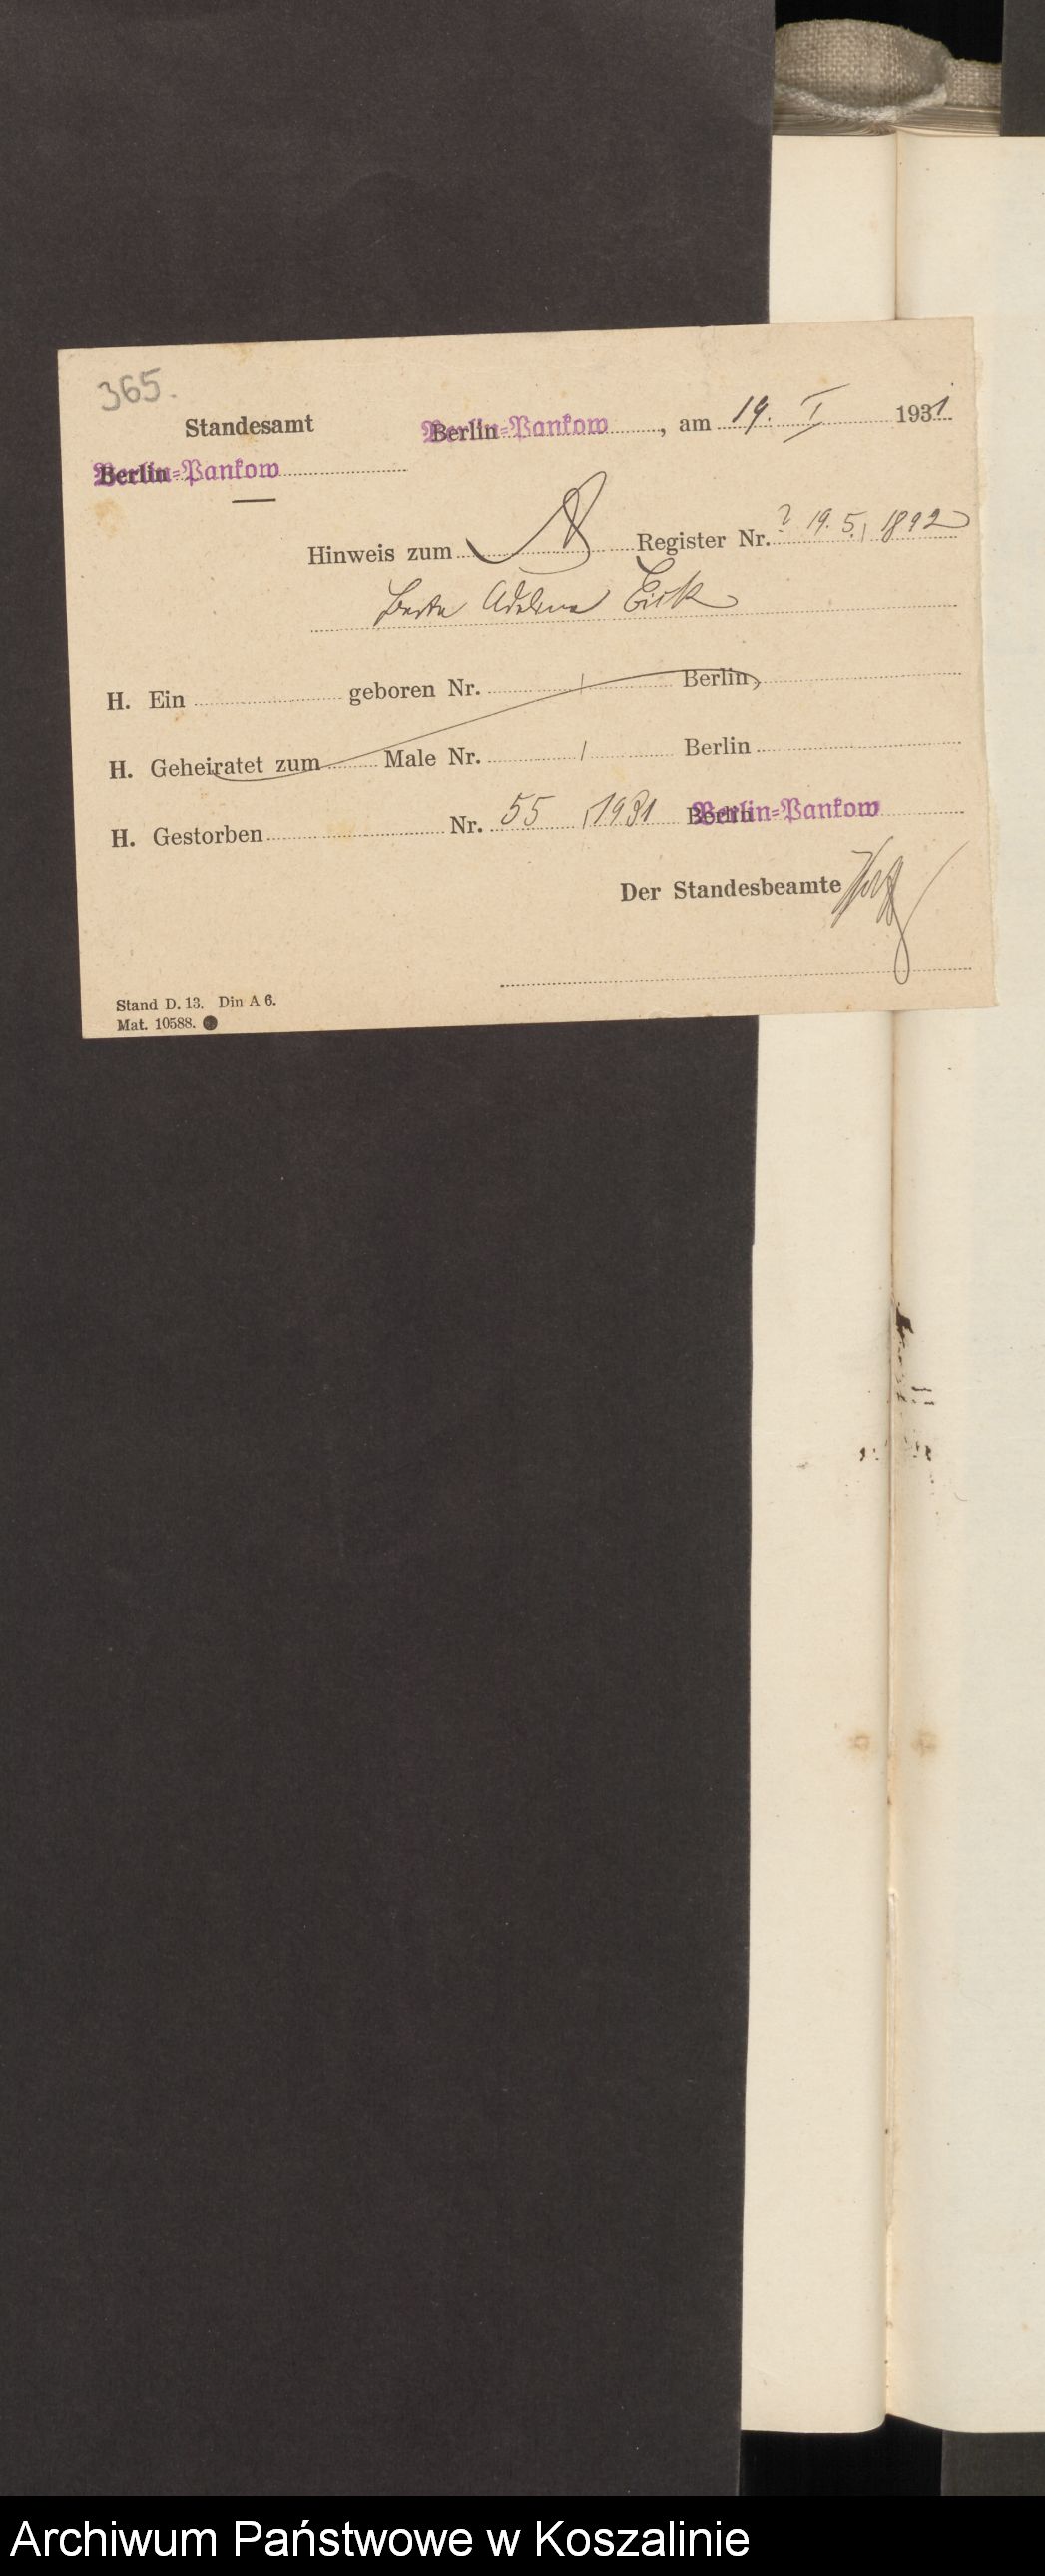 365.
Standesamt
Berlin-Pankow, am 19. I 1931
Berlin-Pankow
Hinweis zum Register Nr. ? 19. 5. 1892
Adeline
H. Ein geboren Nr. / Berlin
H. Geheiratet zum Male Nr. / Berlin
H. Gestorben Nr. 55 / 1931 Berlin-Pankow
Der Standesbeamte
Stand D. 13. Din A 6.
Mat. 10588.
Archiwum Państwowe w Koszalinie